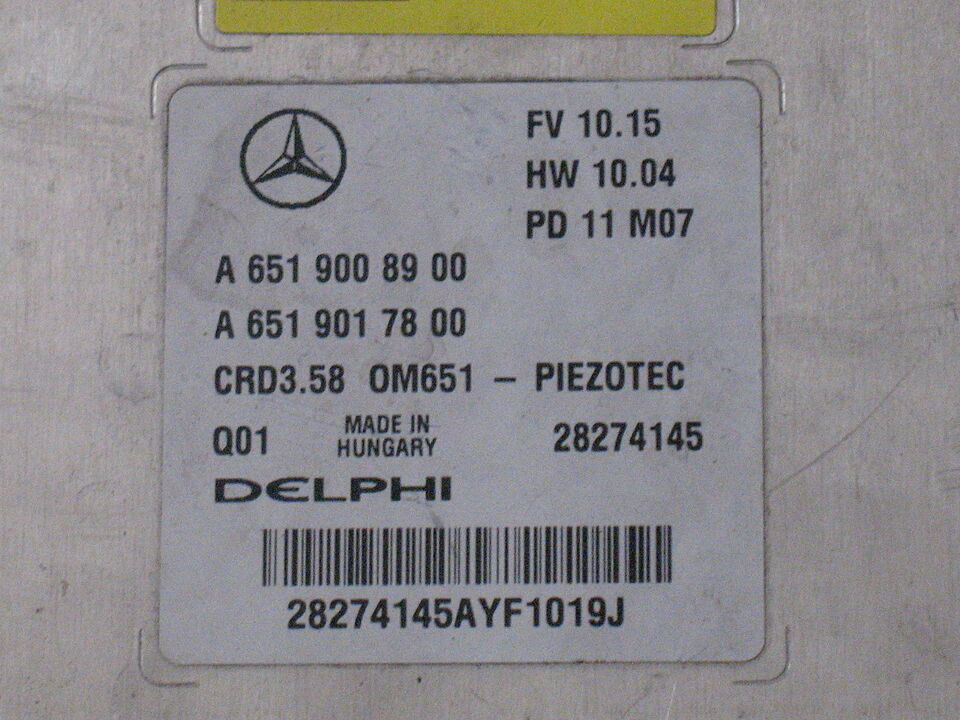 FV 10.15
HW 10.04
PD 11 M07
A 651 900 89 00
A 651 901 78 00
CRD3.58 OM651 – PIEZOTEC
Q01 MADE IN HUNGARY 28274145
DELPHI
28274145AYF1019J